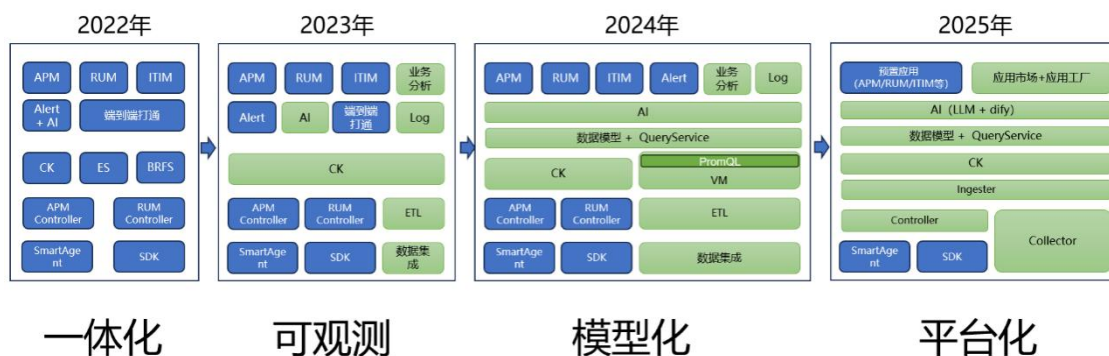 2022年
2023年
2024年
2025年
APM
RUM
ITIM
Alert
+ AI
端到端打通
CK
ES
BRFS
APM
Controller
RUM
Controller
SmartAge
nt
SDK
APM
RUM
ITIM
业务
分析
Alert
AI
端到端
打通
Log
CK
APM
Controller
RUM
Controller
ETL
SmartAge
nt
SDK
数据集
成
APM
RUM
ITIM
Alert
业务
分析
Log
AI
数据模型 + QueryService
CK
PromQL
VM
APM
Controller
RUM
Controller
ETL
SmartAge
nt
SDK
数据集成
预置应用
(APM/RUM/ITIM等)
应用市场+应用工厂
AI（LLM + dify）
数据模型 + QueryService
CK
Ingester
Controller
Collector
SmartAge
nt
SDK
一体化
可观测
模型化
平台化